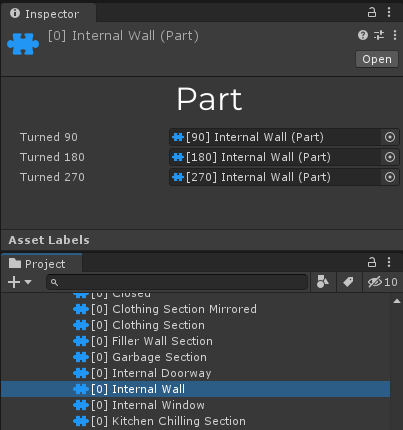 Inspector
[0] Internal Wall (Part)
Open
Part
Turned 90 [90] Internal Wall (Part)
Turned 180 [180] Internal Wall (Part)
Turned 270 [270] Internal Wall (Part)
Asset Labels
Project
10
[0] Closed
[0] Clothing Section Mirrored
[0] Clothing Section
[0] Filler Wall Section
[0] Garbage Section
[0] Internal Doorway
[0] Internal Wall
[0] Internal Window
[0] Kitchen Chilling Section